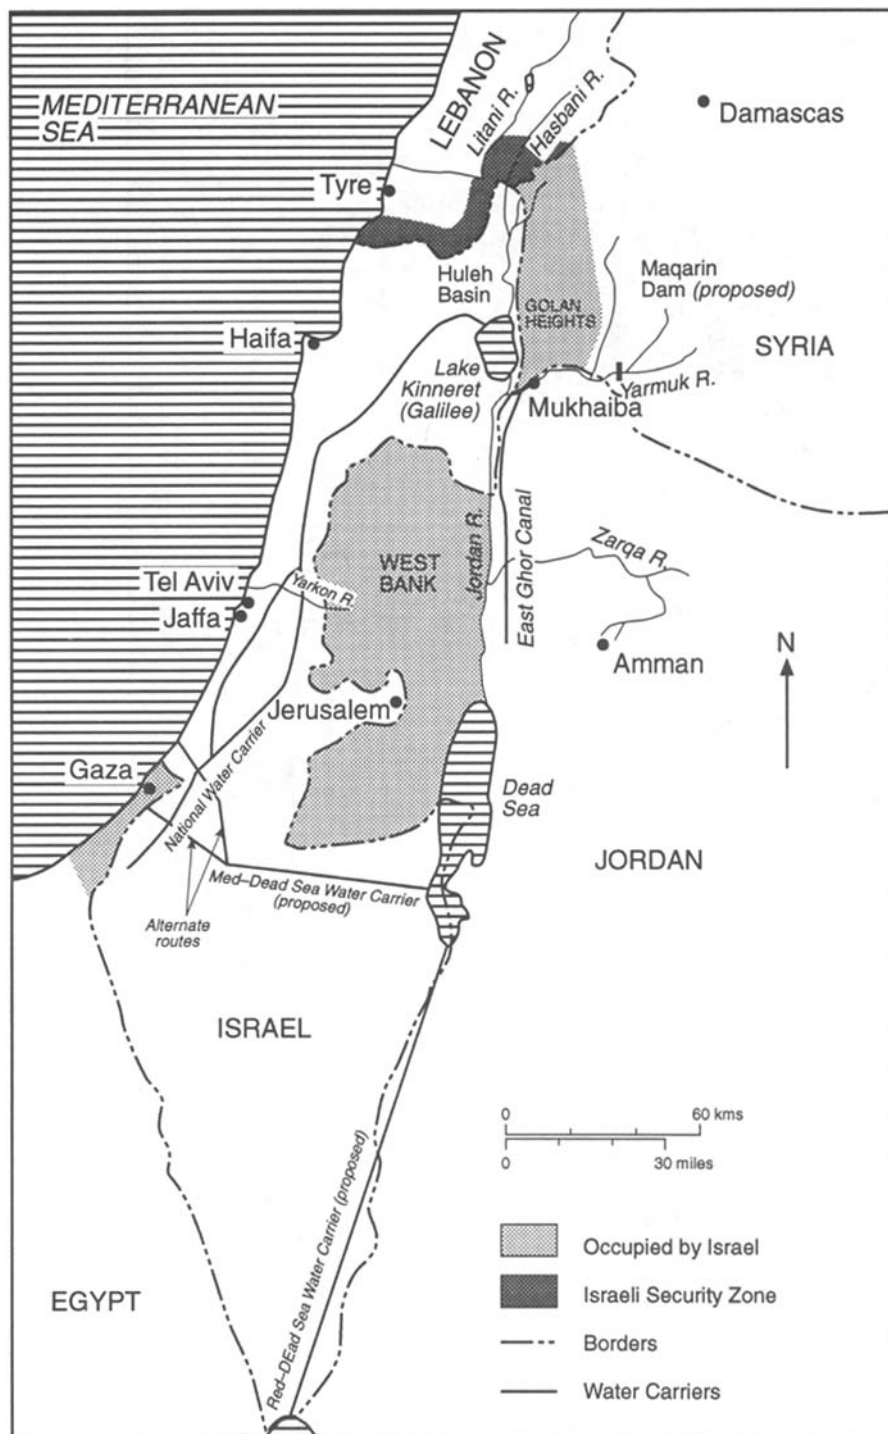 MEDITERRANEAN
SEA
LEBANON
Litani R.
Hasbani R.
Damascas
Tyre
Huleh
Basin
GOLAN
HEIGHTS
Maqarin
Dam (proposed)
SYRIA
Haifa
Lake
Kinneret
(Galilee)
Mukhaiba
Yarmuk R.
WEST
BANK
Jordan R.
East Ghor Canal
Zarqa R.
Tel Aviv
Jaffa
Yarkon R.
Amman
N
Jerusalem
Gaza
National Water Carrier
Dead
Sea
JORDAN
Med–Dead Sea Water Carrier
(proposed)
Alternate
routes
ISRAEL
Red–DEad Sea Water Carrier (proposed)
EGYPT
0 60 kms
0 30 miles
Occupied by Israel
Israeli Security Zone
Borders
Water Carriers